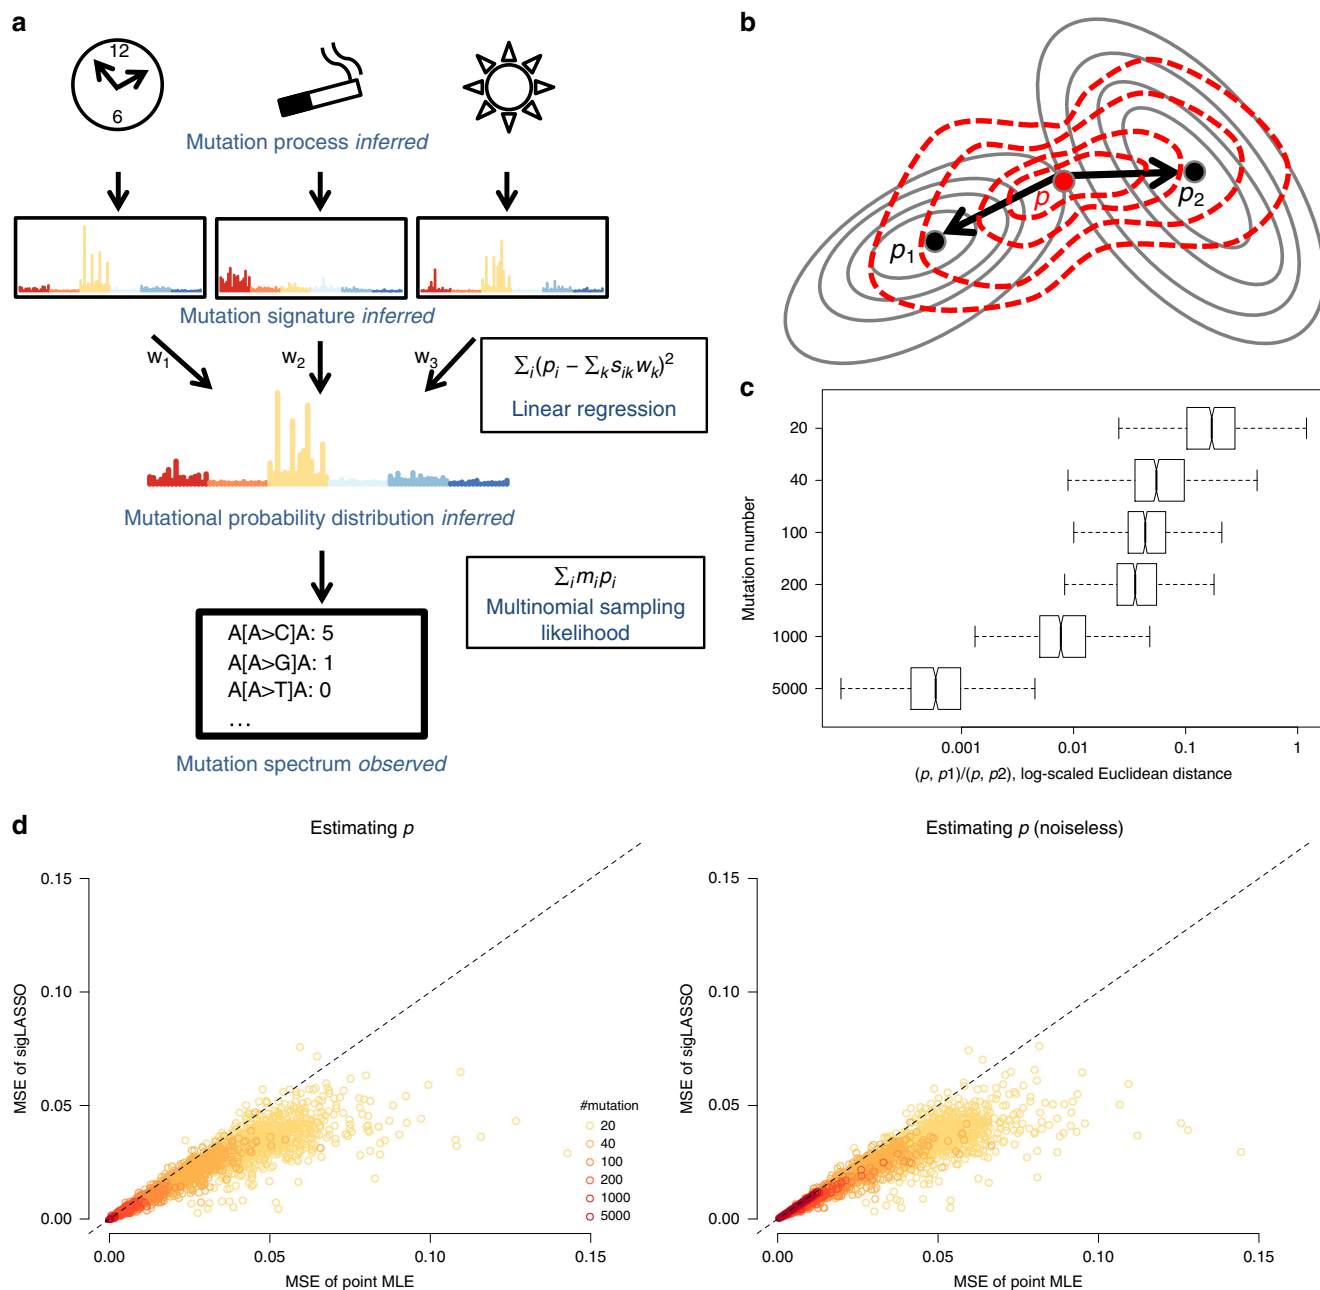 a
12
6
Mutation process inferred
Mutation signature inferred
w1
w2
w3
∑i(pi − ∑k sik wk)2
Linear regression
Mutational probability distribution inferred
∑i mi pi
Multinomial sampling
likelihood
A[A>C]A: 5
A[A>G]A: 1
A[A>T]A: 0
...
Mutation spectrum observed
b
p
p1
p2
c
Mutation number
20
40
100
200
1000
5000
0.001
0.01
0.1
1
(p, p1)/(p, p2), log-scaled Euclidean distance
d
Estimating p
MSE of sigLASSO
0.15
0.10
0.05
0.00
#mutation
20
40
100
200
1000
5000
0.00
0.05
0.10
0.15
MSE of point MLE
Estimating p (noiseless)
MSE of sigLASSO
0.15
0.10
0.05
0.00
0.00
0.05
0.10
0.15
MSE of point MLE